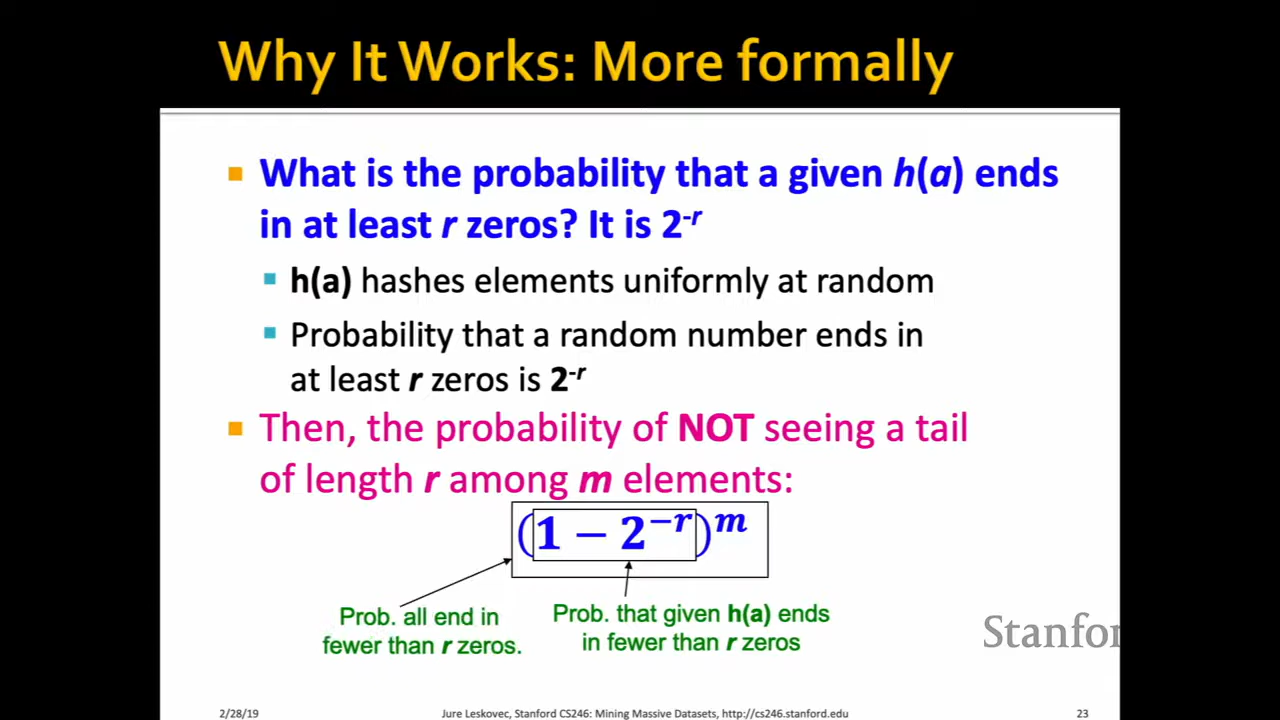 Why It Works: More formally
What is the probability that a given h(a) ends
in at least r zeros? It is 2⁻ʳ
h(a) hashes elements uniformly at random
Probability that a random number ends in
at least r zeros is 2⁻ʳ
Then, the probability of NOT seeing a tail
of length r among m elements:
(1 − 2⁻ʳ)ᵐ
Prob. all end in
fewer than r zeros.
Prob. that given h(a) ends
in fewer than r zeros
Stanfor
2/28/19
Jure Leskovec, Stanford CS246: Mining Massive Datasets, http://cs246.stanford.edu
23